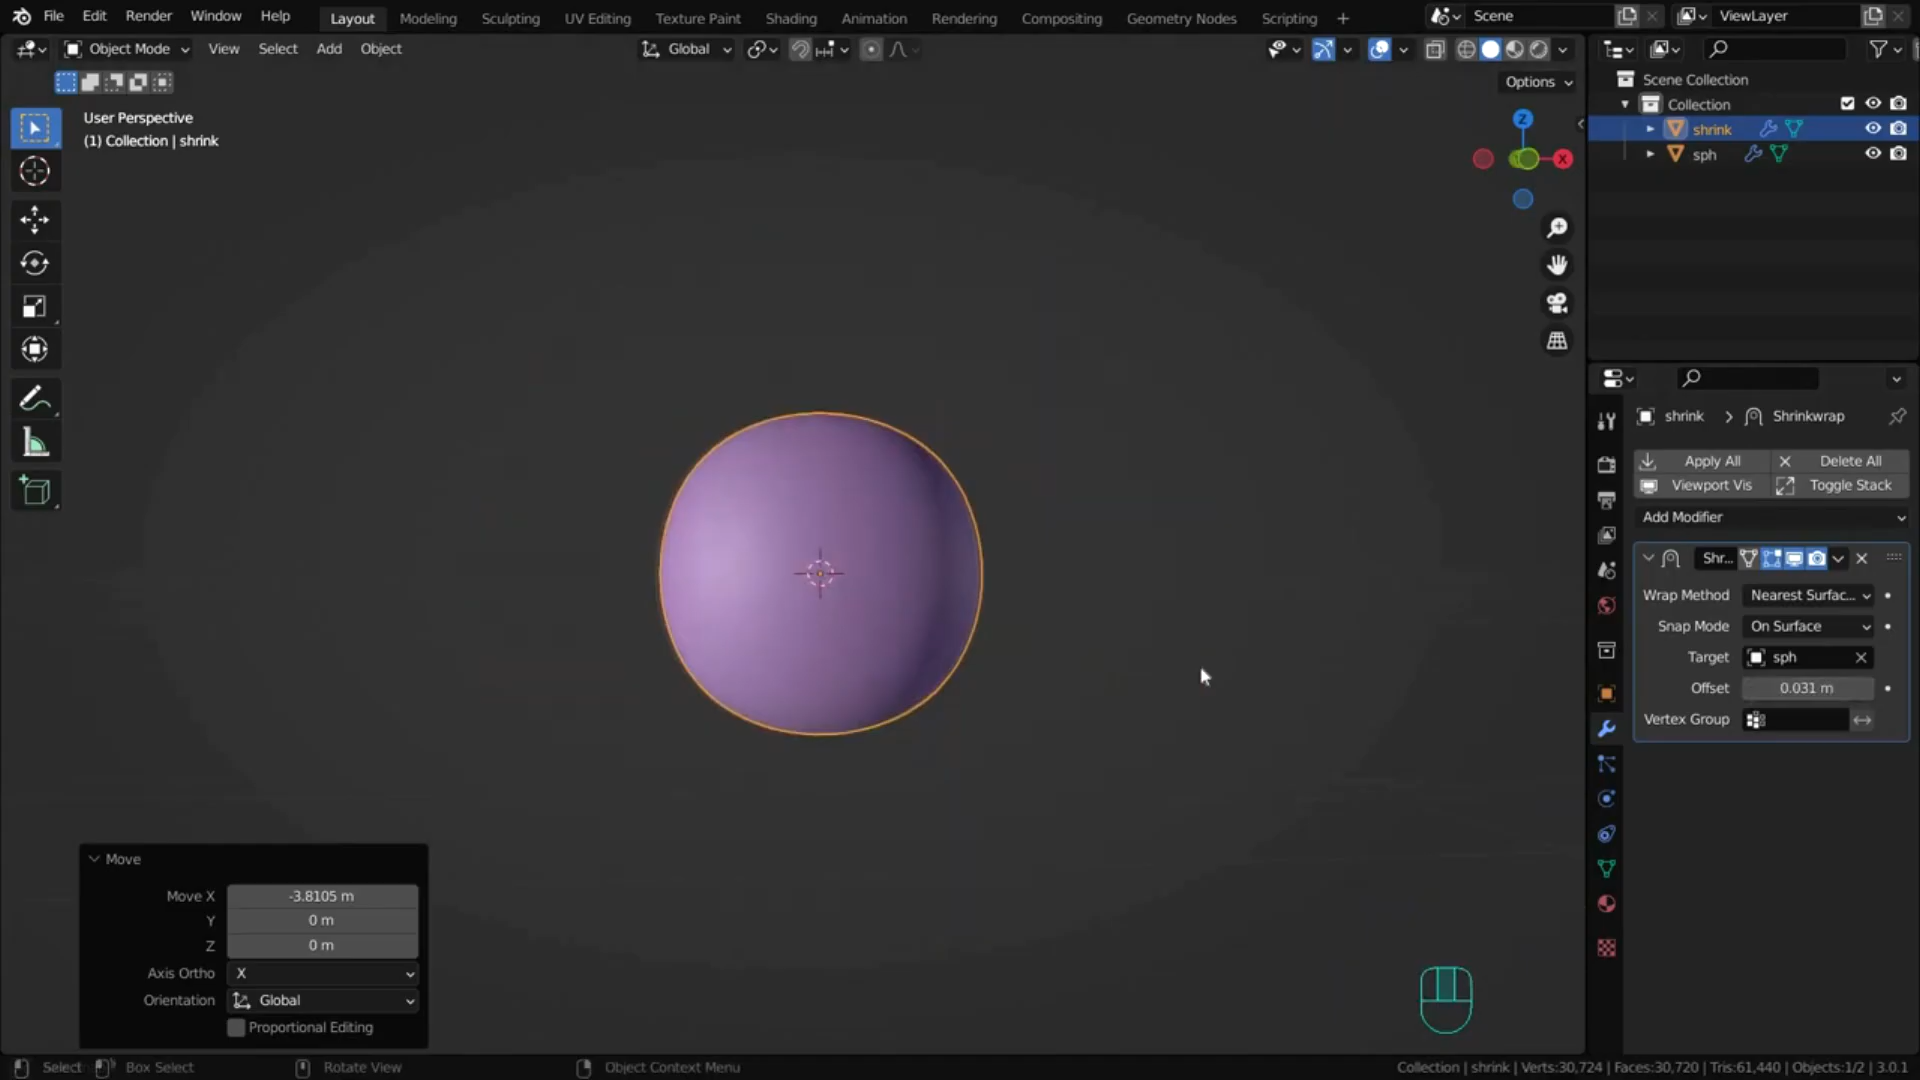 File Edit Render Window Help Layout Modeling Sculpting UV Editing Texture Paint Shading Animation Rendering Compositing Geometry Nodes Scripting + Scene ViewLayer
Object Mode View Select Add Object Global
Options
User Perspective
(1) Collection | shrink
Z
X
Scene Collection
Collection
shrink
sph
shrink > Shrinkwrap
Apply All Delete All
Viewport Vis Toggle Stack
Add Modifier
Shr...
Wrap Method Nearest Surfac...
Snap Mode On Surface
Target sph
Offset 0.031 m
Vertex Group
Move
Move X -3.8105 m
Y 0 m
Z 0 m
Axis Ortho X
Orientation Global
Proportional Editing
Select Box Select Rotate View Object Context Menu Collection | shrink | Verts:30,724 | Faces:30,720 | Tris:61,440 | Objects:1/2 | 3.0.1